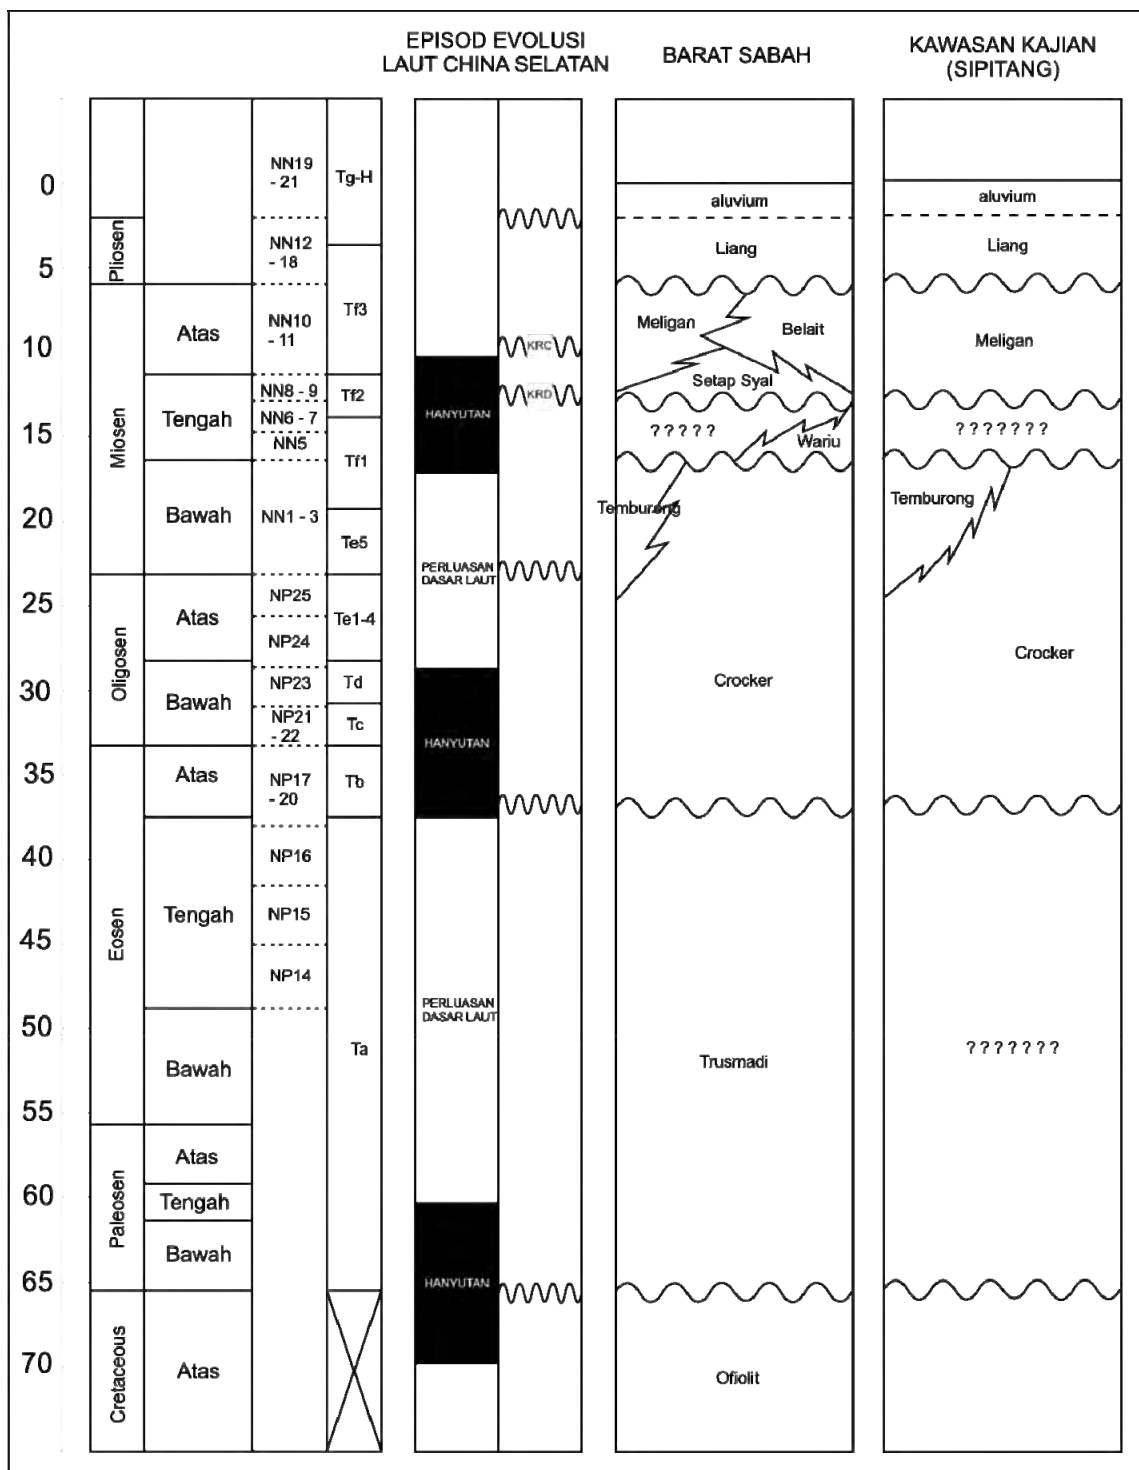 EPISOD EVOLUSI
LAUT CHINA SELATAN
BARAT SABAH
KAWASAN KAJIAN
(SIPITANG)
0
5
10
15
20
25
30
35
40
45
50
55
60
65
70
Pliosen
Miosen
Oligosen
Eosen
Paleosen
Cretaceous
Atas
Tengah
Bawah
Atas
Bawah
Atas
Tengah
Bawah
Atas
Tengah
Bawah
Atas
NN19
- 21
NN12
- 18
NN10
- 11
NN8 - 9
NN6 - 7
NN5
NN1 - 3
NP25
NP24
NP23
NP21
- 22
NP17
- 20
NP16
NP15
NP14
Tg-H
Tf3
Tf2
Tf1
Te5
Te1-4
Td
Tc
Tb
Ta
HANYUTAN
PERLUASAN
DASAR LAUT
HANYUTAN
PERLUASAN
DASAR LAUT
HANYUTAN
KRC
KRD
aluvium
Liang
Meligan
Belait
Setap Syal
? ? ? ? ?
Wariu
Temburong
Crocker
Trusmadi
Ofiolit
aluvium
Liang
Meligan
? ? ? ? ? ? ?
Temburong
Crocker
? ? ? ? ? ? ?